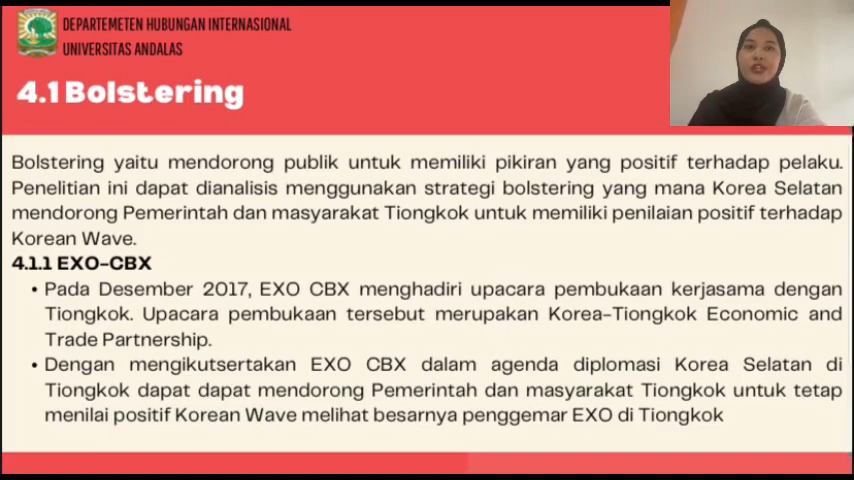 DEPARTEMETEN HUBUNGAN INTERNASIONAL
UNIVERSITAS ANDALAS
4.1 Bolstering
Bolstering yaitu mendorong publik untuk memiliki pikiran yang positif terhadap pelaku.
Penelitian ini dapat dianalisis menggunakan strategi bolstering yang mana Korea Selatan
mendorong Pemerintah dan masyarakat Tiongkok untuk memiliki penilaian positif terhadap
Korean Wave.
4.1.1 EXO-CBX
• Pada Desember 2017, EXO CBX menghadiri upacara pembukaan kerjasama dengan
Tiongkok. Upacara pembukaan tersebut merupakan Korea-Tiongkok Economic and
Trade Partnership.
• Dengan mengikutsertakan EXO CBX dalam agenda diplomasi Korea Selatan di
Tiongkok dapat dapat mendorong Pemerintah dan masyarakat Tiongkok untuk tetap
menilai positif Korean Wave melihat besarnya penggemar EXO di Tiongkok